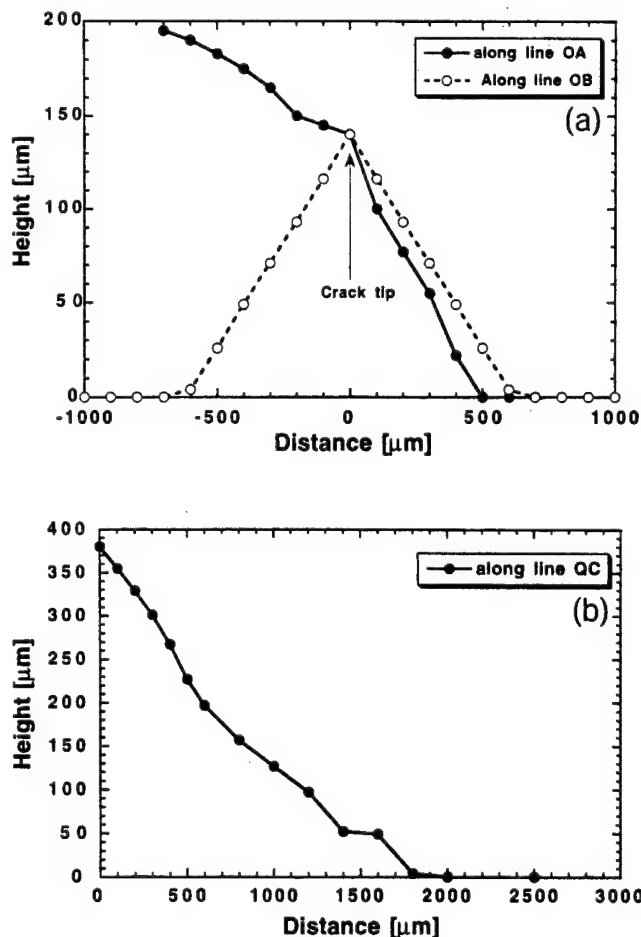 200
150
100
50
0
Height [µm]
along line OA
Along line OB
(a)
Crack tip
-1000 -500 0 500 1000
Distance [µm]
400
350
300
250
200
150
100
50
0
Height [µm]
along line QC
(b)
0 500 1000 1500 2000 2500 3000
Distance [µm]